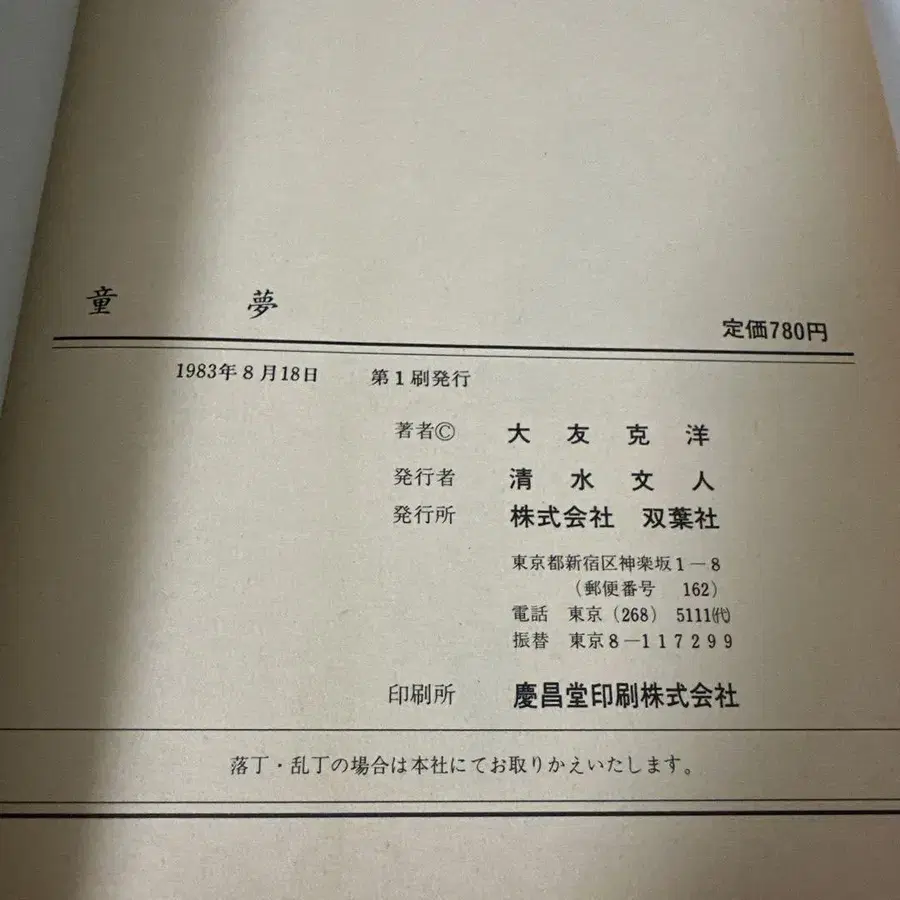 童 夢
定価780円
1983年8月18日 第1刷発行
著者© 大友克洋
発行者 清水文人
発行所 株式会社 双葉社
東京都新宿区神楽坂1－8
（郵便番号 162）
電話 東京（268）5111㈹
振替 東京8－117299
印刷所 慶昌堂印刷株式会社
落丁・乱丁の場合は本社にてお取りかえいたします。